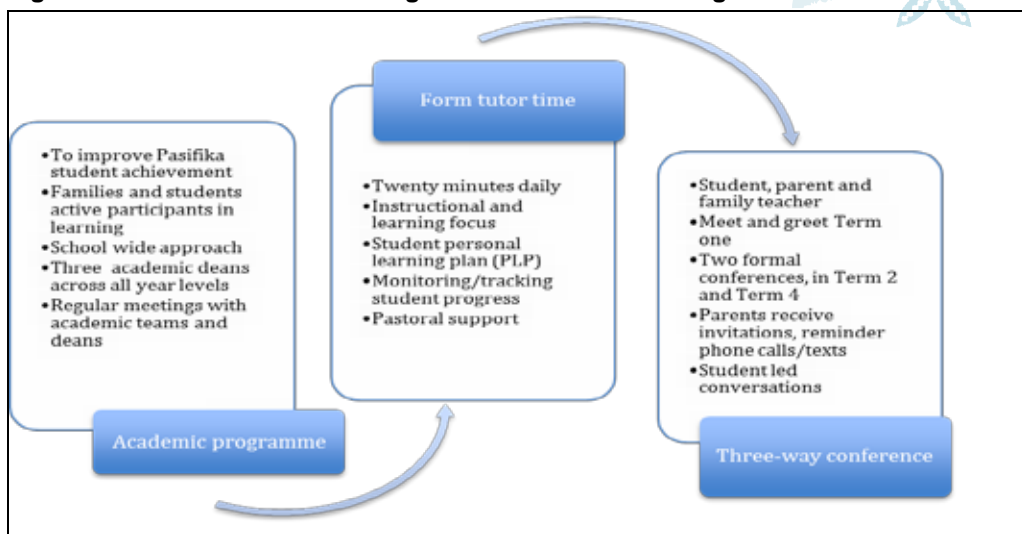 •To improve Pasifika
student achievement
•Families and students
active participants in
learning
•School wide approach
•Three academic deans
across all year levels
•Regular meetings with
academic teams and
deans
Academic programme
Form tutor time
•Twenty minutes daily
•Instructional and
learning focus
•Student personal
learning plan (PLP)
•Monitoring/tracking
student progress
•Pastoral support
•Student, parent and
family teacher
•Meet and greet Term
one
•Two formal
conferences, in Term 2
and Term 4
•Parents receive
invitations, reminder
phone calls/texts
•Student led
conversations
Three-way conference